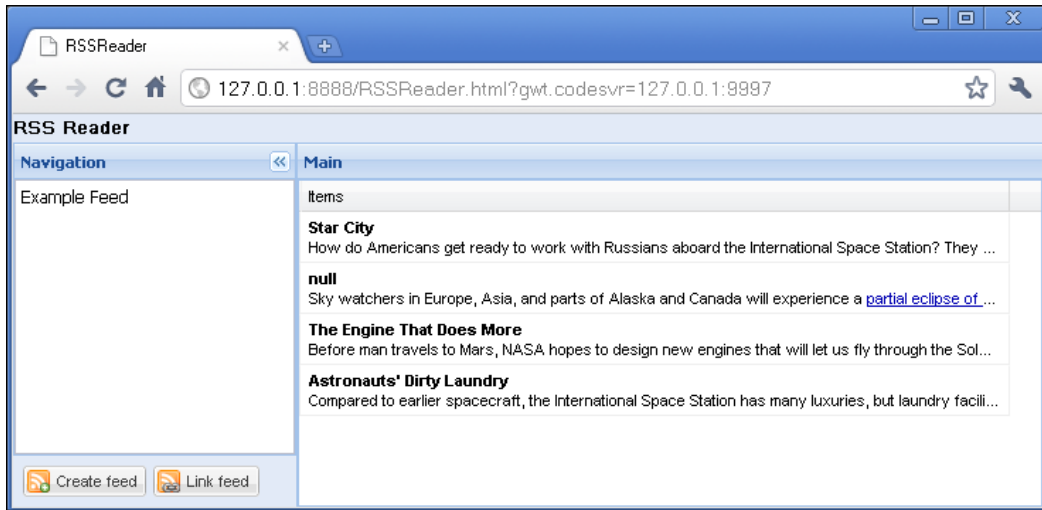 RSSReader
127.0.0.1:8888/RSSReader.html?gwt.codesvr=127.0.0.1:9997
RSS Reader
Navigation
Main
Example Feed
Items
Star City
How do Americans get ready to work with Russians aboard the International Space Station? They ...
null
Sky watchers in Europe, Asia, and parts of Alaska and Canada will experience a partial eclipse of ...
The Engine That Does More
Before man travels to Mars, NASA hopes to design new engines that will let us fly through the Sol...
Astronauts' Dirty Laundry
Compared to earlier spacecraft, the International Space Station has many luxuries, but laundry facili...
Create feed
Link feed